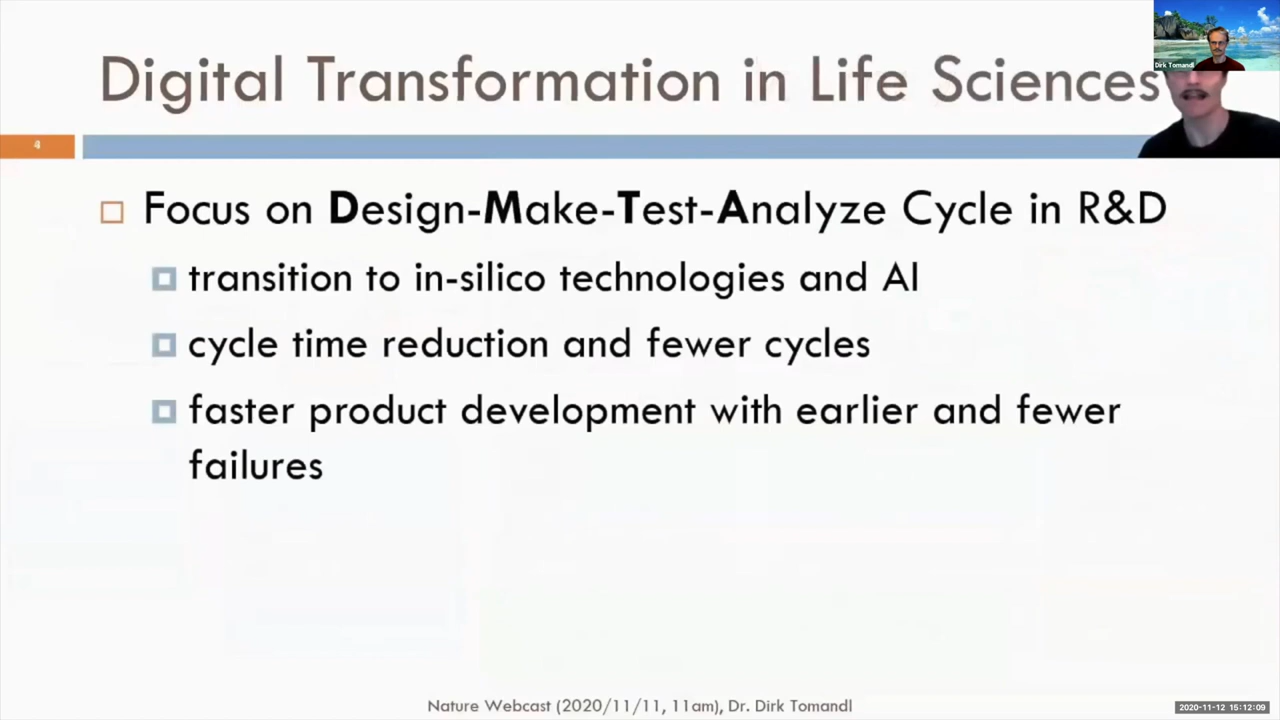 Digital Transformation in Life Sciences
Dirk Tomandl
4
Focus on Design-Make-Test-Analyze Cycle in R&D
transition to in-silico technologies and AI
cycle time reduction and fewer cycles
faster product development with earlier and fewer
failures
Nature Webcast (2020/11/11, 11am), Dr. Dirk Tomandl
2020-11-12 15:12:09